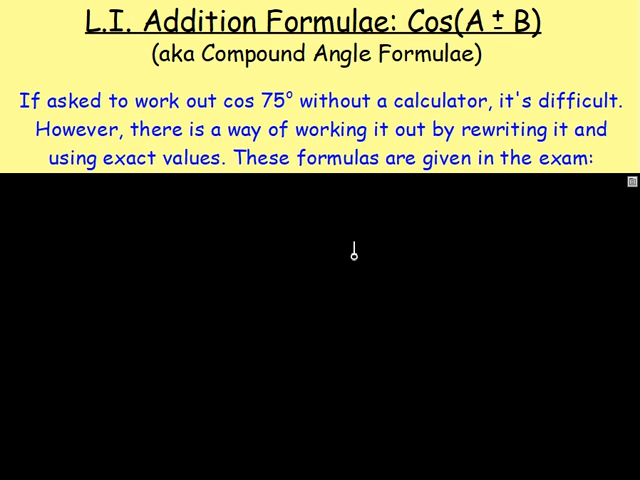 L.I. Addition Formulae: Cos(A ± B)
(aka Compound Angle Formulae)
If asked to work out cos 75° without a calculator, it's difficult.
However, there is a way of working it out by rewriting it and
using exact values. These formulas are given in the exam: